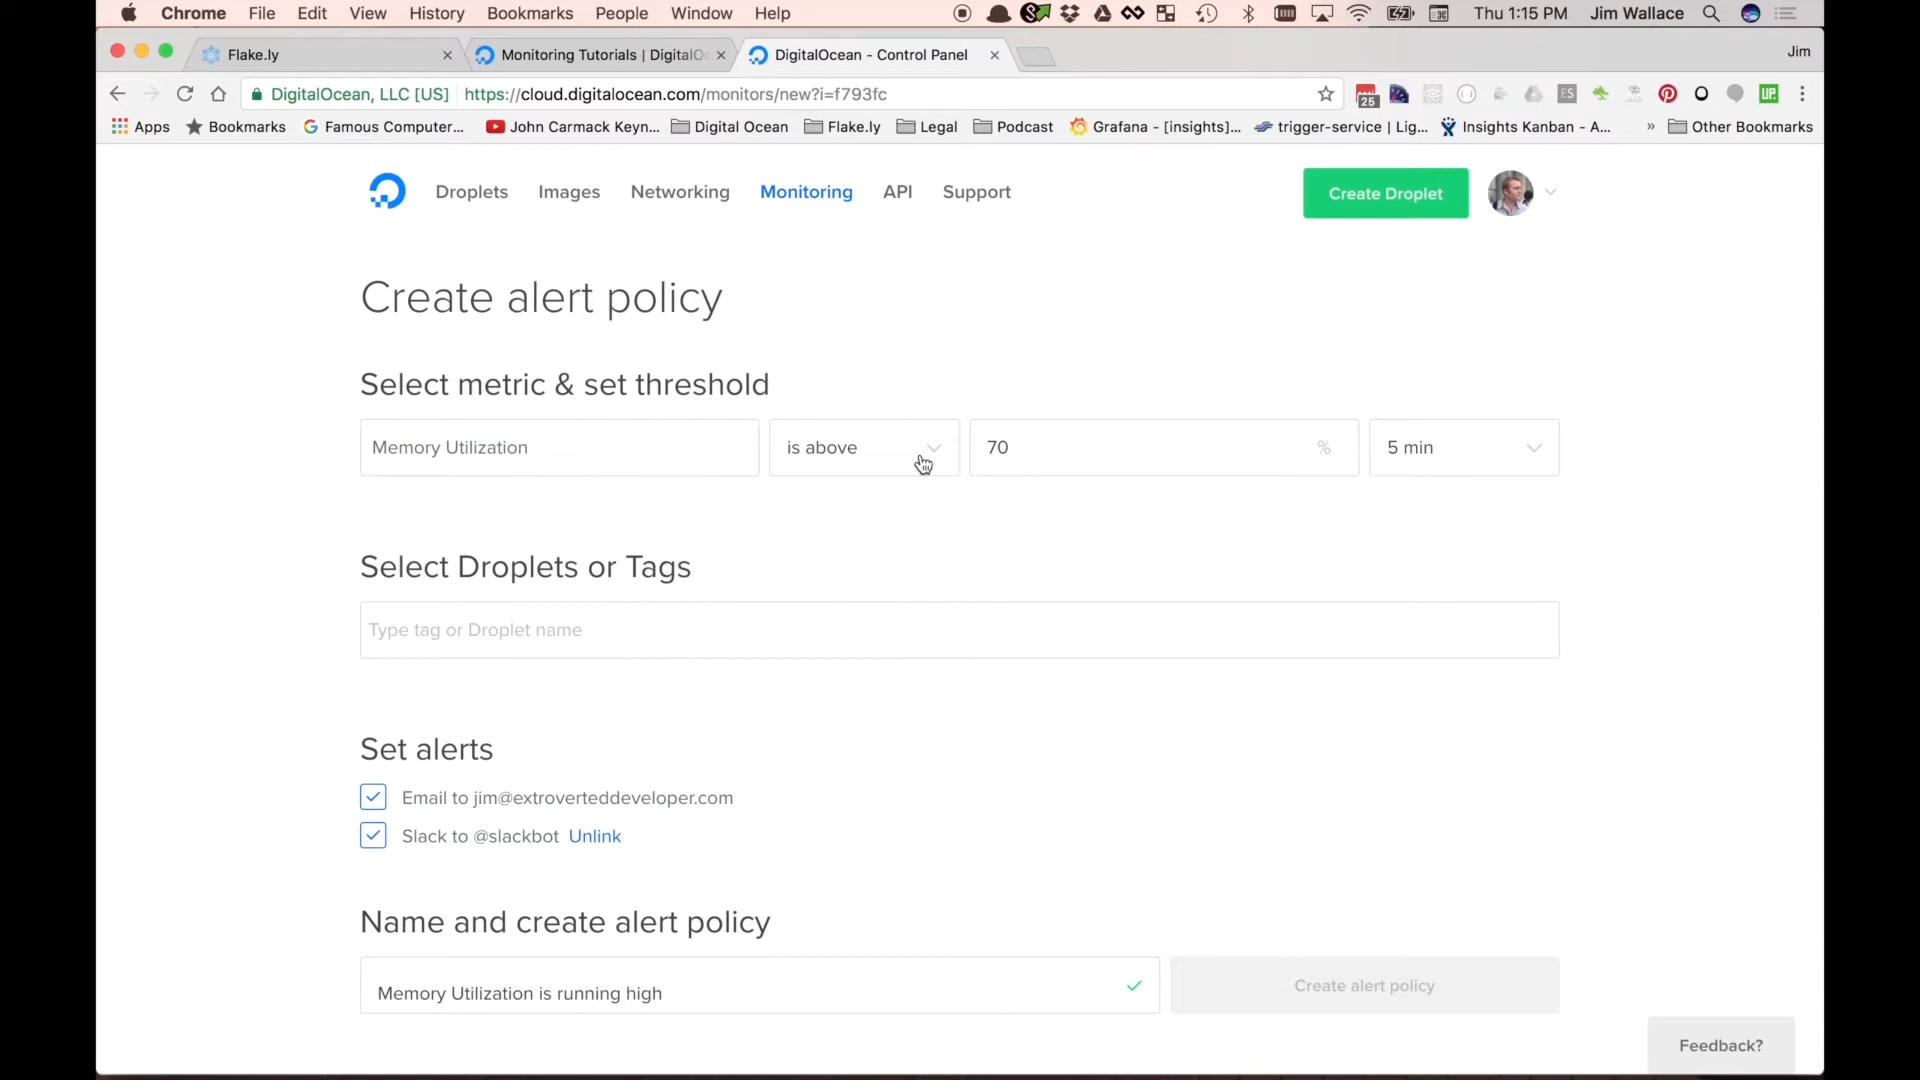 Chrome File Edit View History Bookmarks People Window Help Thu 1:15 PM Jim Wallace
Flake.ly Monitoring Tutorials | DigitalOc DigitalOcean - Control Panel Jim
DigitalOcean, LLC [US] https://cloud.digitalocean.com/monitors/new?i=f793fc 25 ES UP.
Apps Bookmarks Famous Computer... John Carmack Keyn... Digital Ocean Flake.ly Legal Podcast Grafana - [insights]... trigger-service | Lig... Insights Kanban - A... » Other Bookmarks
Droplets Images Networking Monitoring API Support Create Droplet
Create alert policy
Select metric & set threshold
Memory Utilization is above 70 % 5 min
Select Droplets or Tags
Type tag or Droplet name
Set alerts
Email to jim@extroverteddeveloper.com
Slack to @slackbot Unlink
Name and create alert policy
Memory Utilization is running high Create alert policy
Feedback?